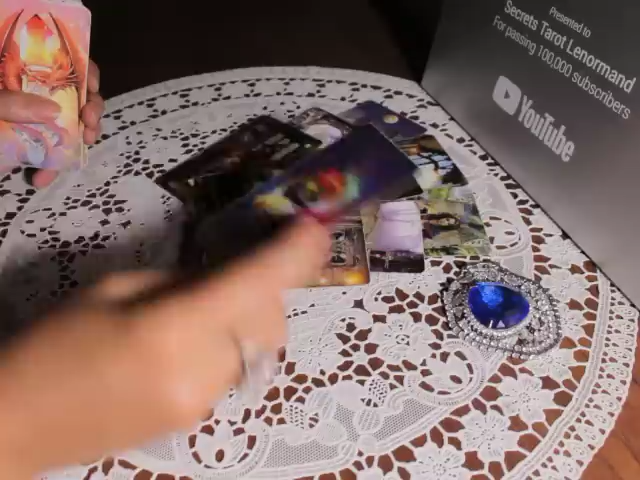 Presented to
Secrets Tarot Lenormand
For passing 100,000 subscribers
YouTube